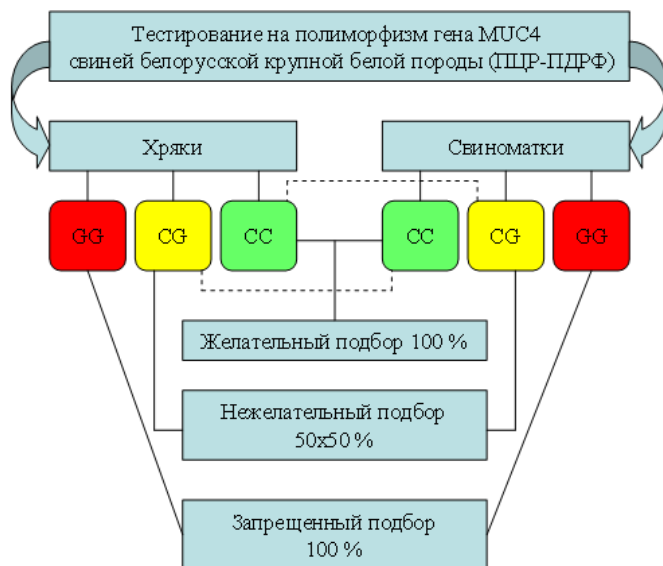 Тестирование на полиморфизм гена MUC4
свиней белорусской крупной белой породы (ПЦР-ПДРФ)
Хряки
Свиноматки
GG
CG
CC
CC
CG
GG
Желательный подбор 100 %
Нежелательный подбор
50x50 %
Запрещенный подбор
100 %